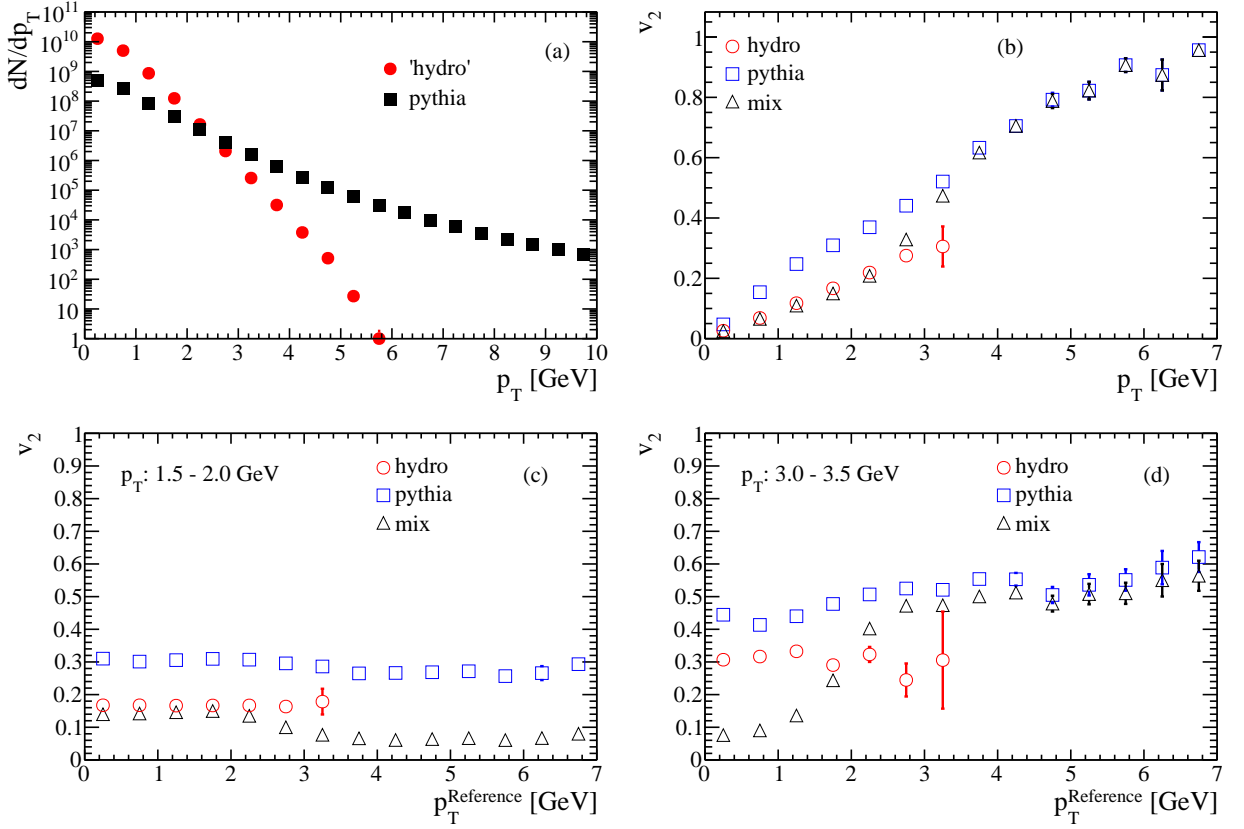 dN/dp_T
10^11
10^10
10^9
10^8
10^7
10^6
10^5
10^4
10^3
10^2
10
1
(a)
'hydro'
pythia
0 1 2 3 4 5 6 7 8 9 10
p_T [GeV]
v_2
1
0.8
0.6
0.4
0.2
0
(b)
hydro
pythia
mix
0 1 2 3 4 5 6 7
p_T [GeV]
v_2
1
0.9
0.8
0.7
0.6
0.5
0.4
0.3
0.2
0.1
0
p_T: 1.5 - 2.0 GeV
hydro
(c)
pythia
mix
0 1 2 3 4 5 6 7
p_T^Reference [GeV]
v_2
1
0.9
0.8
0.7
0.6
0.5
0.4
0.3
0.2
0.1
0
p_T: 3.0 - 3.5 GeV
hydro
(d)
pythia
mix
0 1 2 3 4 5 6 7
p_T^Reference [GeV]